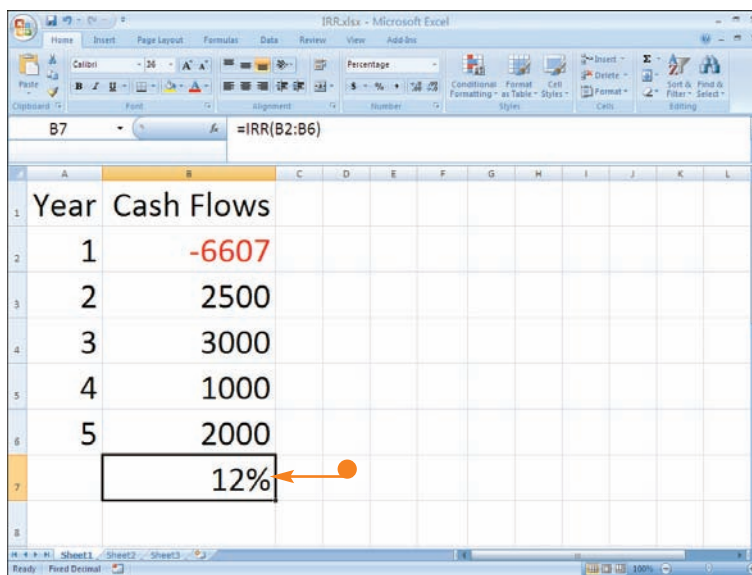 IRR.xlsx - Microsoft Excel
Home Insert Page Layout Formulas Data Review View Add-Ins
Paste Calibri 36 A A Percentage Conditional Formatting Format as Table Cell Styles Insert Delete Format Sort & Filter Find & Select
B I U $ %
Clipboard Font Alignment Number Styles Cells Editing
B7 fx =IRR(B2:B6)
A B C D E F G H I J K L
1 Year Cash Flows
2 1 -6607
3 2 2500
4 3 3000
5 4 1000
6 5 2000
7 12%
8
Sheet1 Sheet2 Sheet3
Ready Fixed Decimal 100%